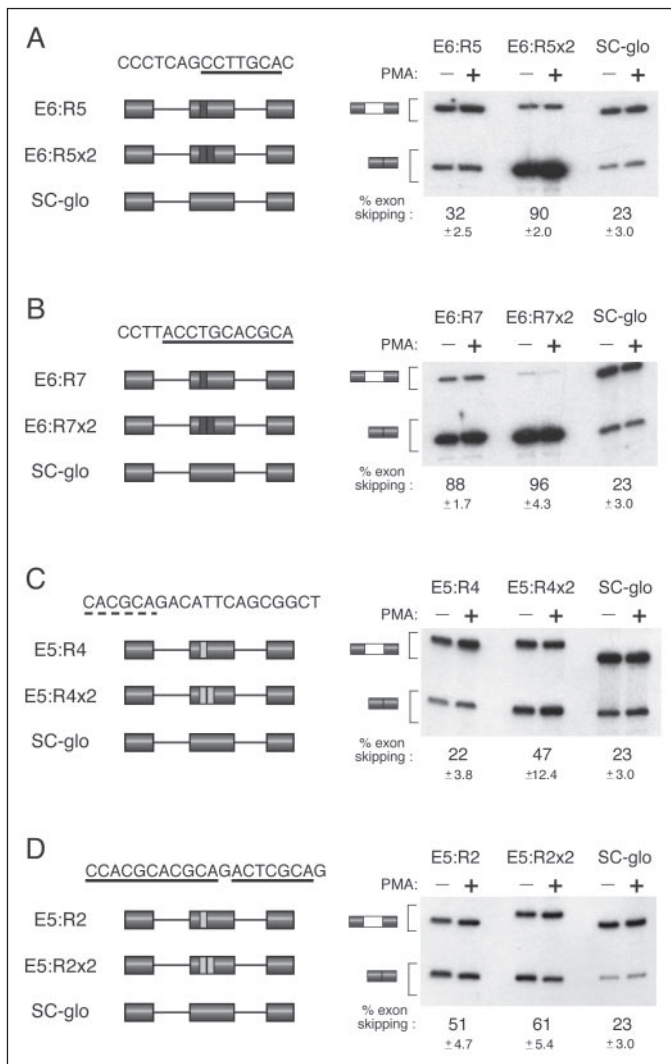 A
CCCTCAGCCTTGCAC
E6:R5
E6:R5x2
SC-glo
E6:R5 E6:R5x2 SC-glo
PMA: — + — + — +
% exon
skipping : 32 90 23
±2.5 ±2.0 ±3.0
B
CCTTACCTGCACGCA
E6:R7
E6:R7x2
SC-glo
E6:R7 E6:R7x2 SC-glo
PMA: — + — + — +
% exon
skipping : 88 96 23
±1.7 ±4.3 ±3.0
C
CACGCAGACATTCAGCGGCT
E5:R4
E5:R4x2
SC-glo
E5:R4 E5:R4x2 SC-glo
PMA: — + — + — +
% exon
skipping : 22 47 23
±3.8 ±12.4 ±3.0
D
CCACGCACGCAGACTCGCAG
E5:R2
E5:R2x2
SC-glo
E5:R2 E5:R2x2 SC-glo
PMA: — + — + — +
% exon
skipping : 51 61 23
±4.7 ±5.4 ±3.0